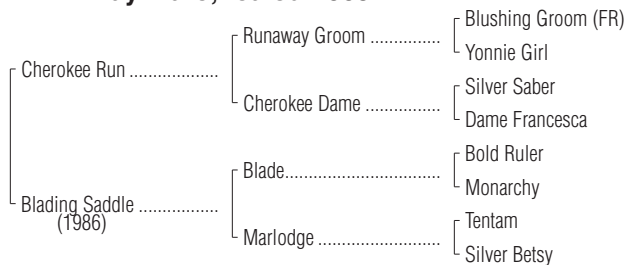 Blushing Groom (FR)
Runaway Groom ................
Yonnie Girl
Cherokee Run ....................
Silver Saber
Cherokee Dame .................
Dame Francesca
Bold Ruler
Blade...................................
Monarchy
Blading Saddle ..................
(1986)
Tentam
Marlodge ............................
Silver Betsy